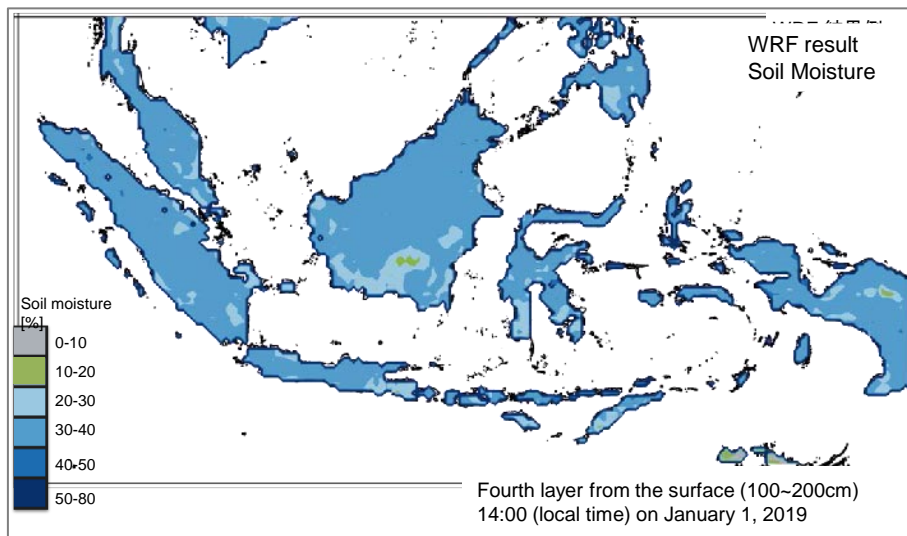 WRF result
Soil Moisture
Soil moisture
[%]
0-10
10-20
20-30
30-40
40-50
50-80
Fourth layer from the surface (100~200cm)
14:00 (local time) on January 1, 2019